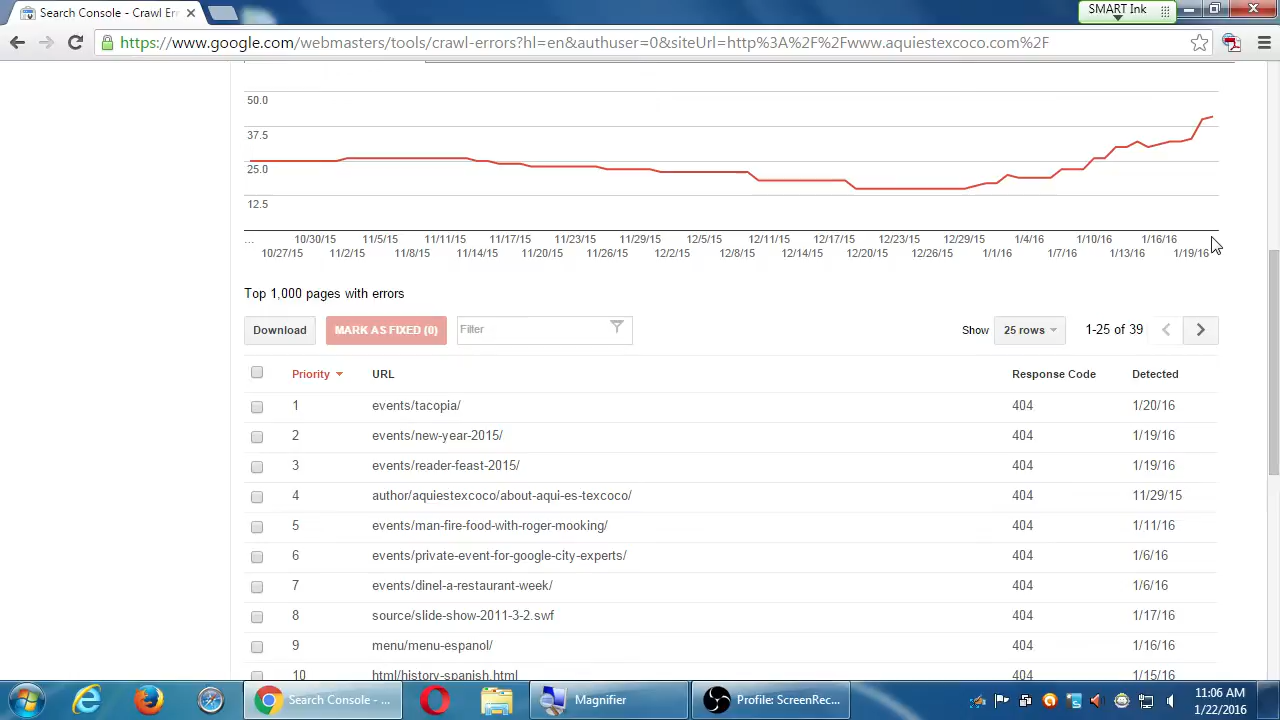 Search Console - Crawl Er
SMART Ink
https://www.google.com/webmasters/tools/crawl-errors?hl=en&authuser=0&siteUrl=http%3A%2F%2Fwww.aquiestexcoco.com%2F
50.0
37.5
25.0
12.5
... 10/30/15 11/5/15 11/11/15 11/17/15 11/23/15 11/29/15 12/5/15 12/11/15 12/17/15 12/23/15 12/29/15 1/4/16 1/10/16 1/16/16
10/27/15 11/2/15 11/8/15 11/14/15 11/20/15 11/26/15 12/2/15 12/8/15 12/14/15 12/20/15 12/26/15 1/1/16 1/7/16 1/13/16 1/19/16
Top 1,000 pages with errors
Download MARK AS FIXED (0) Filter Show 25 rows 1-25 of 39
Priority URL Response Code Detected
1 events/tacopia/ 404 1/20/16
2 events/new-year-2015/ 404 1/19/16
3 events/reader-feast-2015/ 404 1/19/16
4 author/aquiestexcoco/about-aqui-es-texcoco/ 404 11/29/15
5 events/man-fire-food-with-roger-mooking/ 404 1/11/16
6 events/private-event-for-google-city-experts/ 404 1/6/16
7 events/dinel-a-restaurant-week/ 404 1/6/16
8 source/slide-show-2011-3-2.swf 404 1/17/16
9 menu/menu-espanol/ 404 1/16/16
10 html/history-spanish.html 404 1/15/16
Search Console - ... Magnifier Profile: ScreenRec... 11:06 AM
1/22/2016